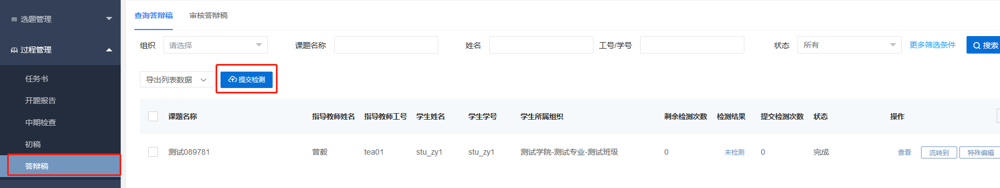 选题管理
过程管理
任务书
开题报告
中期检查
初稿
答辩稿
查询答辩稿 审核答辩稿
组织 请选择 课题名称 姓名 工号/学号 状态 所有 更多筛选条件 搜索
导出列表数据 提交检测
课题名称 指导教师姓名 指导教师工号 学生姓名 学生学号 学生所属组织 剩余检测次数 检测结果 提交检测次数 状态 操作
测试089781 曾毅 tea01 stu_zy1 stu_zy1 测试学院-测试专业-测试班级 0 未检测 0 完成 查看 流转到 特殊编辑